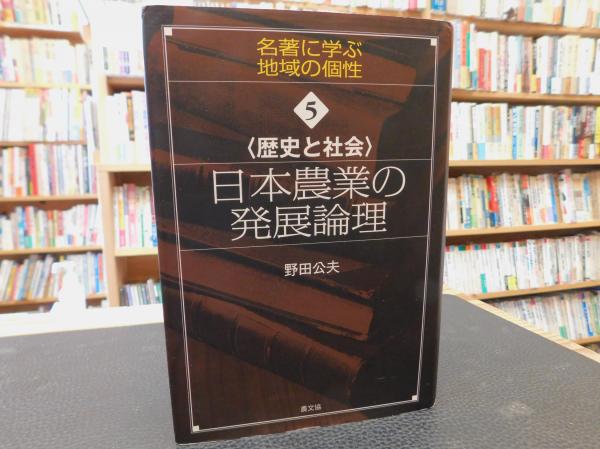 名著に学ぶ
地域の個性
5
〈歴史と社会〉
日本農業の
発展論理
野田公夫
農文協